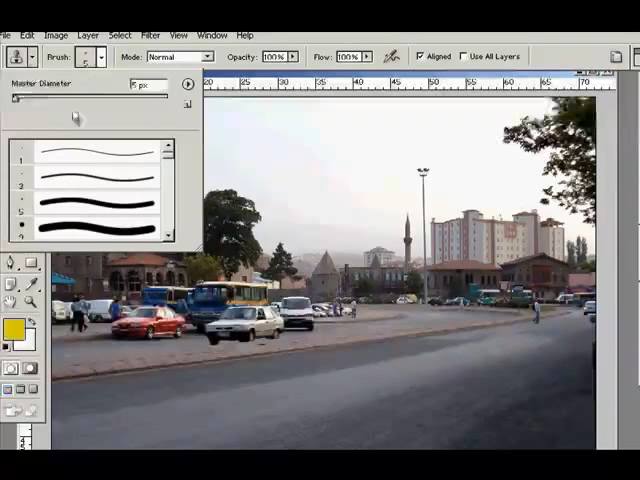 File Edit Image Layer Select Filter View Window Help
Brush: 5 Mode: Normal Opacity: 100% Flow: 100% Aligned Use All Layers
Master Diameter 5 px
25 30 35 40 45 50 55 60 65 70
1
3
5